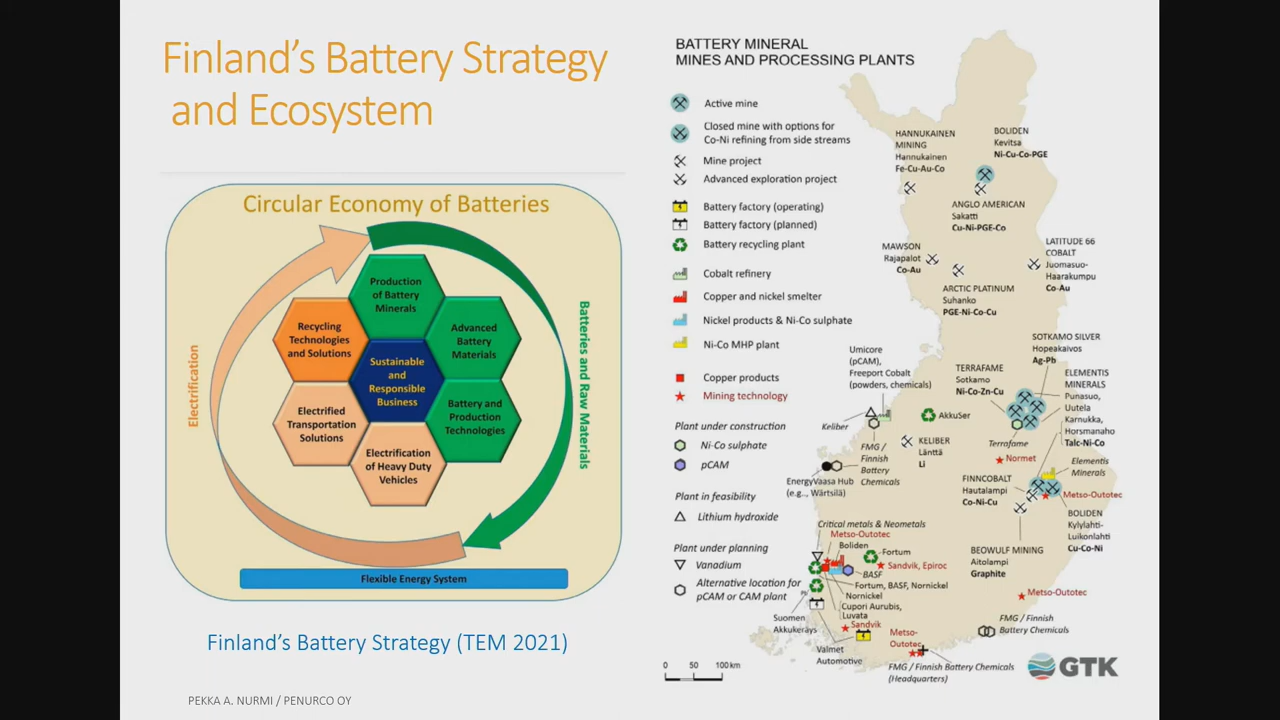 Finland's Battery Strategy
and Ecosystem
Circular Economy of Batteries
Production
of Battery
Minerals
Recycling
Technologies
and Solutions
Advanced
Battery
Materials
Sustainable
and
Responsible
Business
Electrified
Transportation
Solutions
Battery and
Production
Technologies
Electrification
of Heavy Duty
Vehicles
Electrification
Batteries and Raw Materials
Flexible Energy System
Finland's Battery Strategy (TEM 2021)
PEKKA A. NURMI / PENURCO OY
BATTERY MINERAL
MINES AND PROCESSING PLANTS
Active mine
Closed mine with options for
Co-Ni refining from side streams
Mine project
Advanced exploration project
Battery factory (operating)
Battery factory (planned)
Battery recycling plant
Cobalt refinery
Copper and nickel smelter
Nickel products & Ni-Co sulphate
Ni-Co MHP plant
Copper products
Mining technology
Plant under construction
Ni-Co sulphate
pCAM
Plant in feasibility
Lithium hydroxide
Plant under planning
Vanadium
Alternative location for
pCAM or CAM plant
0 50 100 km
HANNUKAINEN
MINING
Hannukainen
Fe-Cu-Au-Co
BOLIDEN
Kevitsa
Ni-Cu-Co-PGE
ANGLO AMERICAN
Sakatti
Cu-Ni-PGE-Co
MAWSON
Rajapalot
Co-Au
LATITUDE 66
COBALT
Juomasuo-
Haarakumpu
Co-Au
ARCTIC PLATINUM
Suhanko
PGE-Ni-Co-Cu
SOTKAMO SILVER
Hopeakaivos
Ag-Pb
Umicore
(pCAM),
Freeport Cobalt
(powders, chemicals)
TERRAFAME
Sotkamo
Ni-Co-Zn-Cu
ELEMENTIS
MINERALS
Punasuo,
Uutela
Karnukka,
Horsmanaho
Talc-Ni-Co
Keliber
AkkuSer
KELIBER
Länttä
Li
Terrafame
Normet
FMG /
Finnish
Battery
Chemicals
Elementis
Minerals
EnergyVaasa Hub
(e.g., Wärtsilä)
FINNCOBALT
Hautalampi
Co-Ni-Cu
Metso-Outotec
BOLIDEN
Kylylahti-
Luikonlahti
Cu-Co-Ni
Critical metals & Neometals
Metso-Outotec
Boliden
Fortum
Sandvik, Epiroc
BASF
Fortum, BASF, Nornickel
Nornickel
Cupori Aurubis,
Luvata
BEOWULF MINING
Aitolampi
Graphite
Metso-Outotec
Suomen
Akkukeräys
Sandvik
Valmet
Automotive
Metso-
Outotec
FMG / Finnish
Battery Chemicals
FMG / Finnish Battery Chemicals
(Headquarters)
GTK